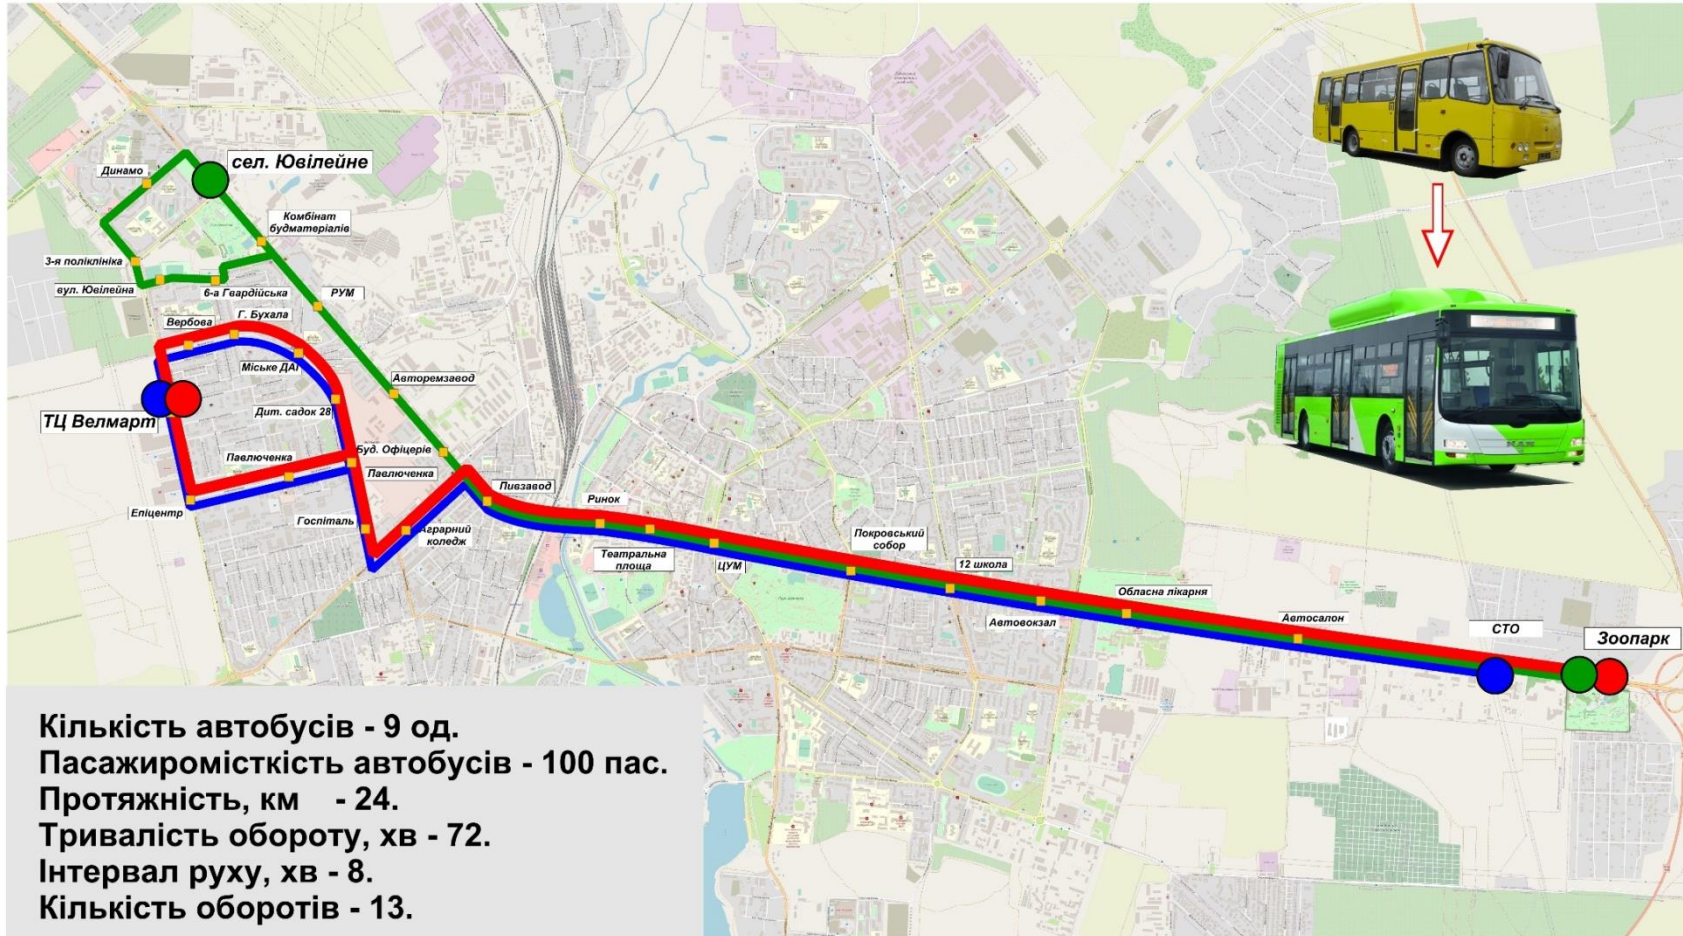 сел. Ювілейне
Динамо
Комбінат
будматеріалів
3-я поліклініка
вул. Ювілейна
6-а Гвардійська
РУМ
Г. Бухала
Вербова
Міське ДАІ
Авторемзавод
Дит. садок 28
ТЦ Велмарт
Буд. Офіцерів
Павлюченка
Павлюченка
Епіцентр
Госпіталь
Аграрний
коледж
Пивзавод
Ринок
Театральна
площа
ЦУМ
Покровський
собор
12 школа
Автовокзал
Обласна лікарня
Автосалон
СТО
Зоопарк
MAN
Кількість автобусів - 9 од.
Пасажиромісткість автобусів - 100 пас.
Протяжність, км - 24.
Тривалість обороту, хв - 72.
Інтервал руху, хв - 8.
Кількість оборотів - 13.